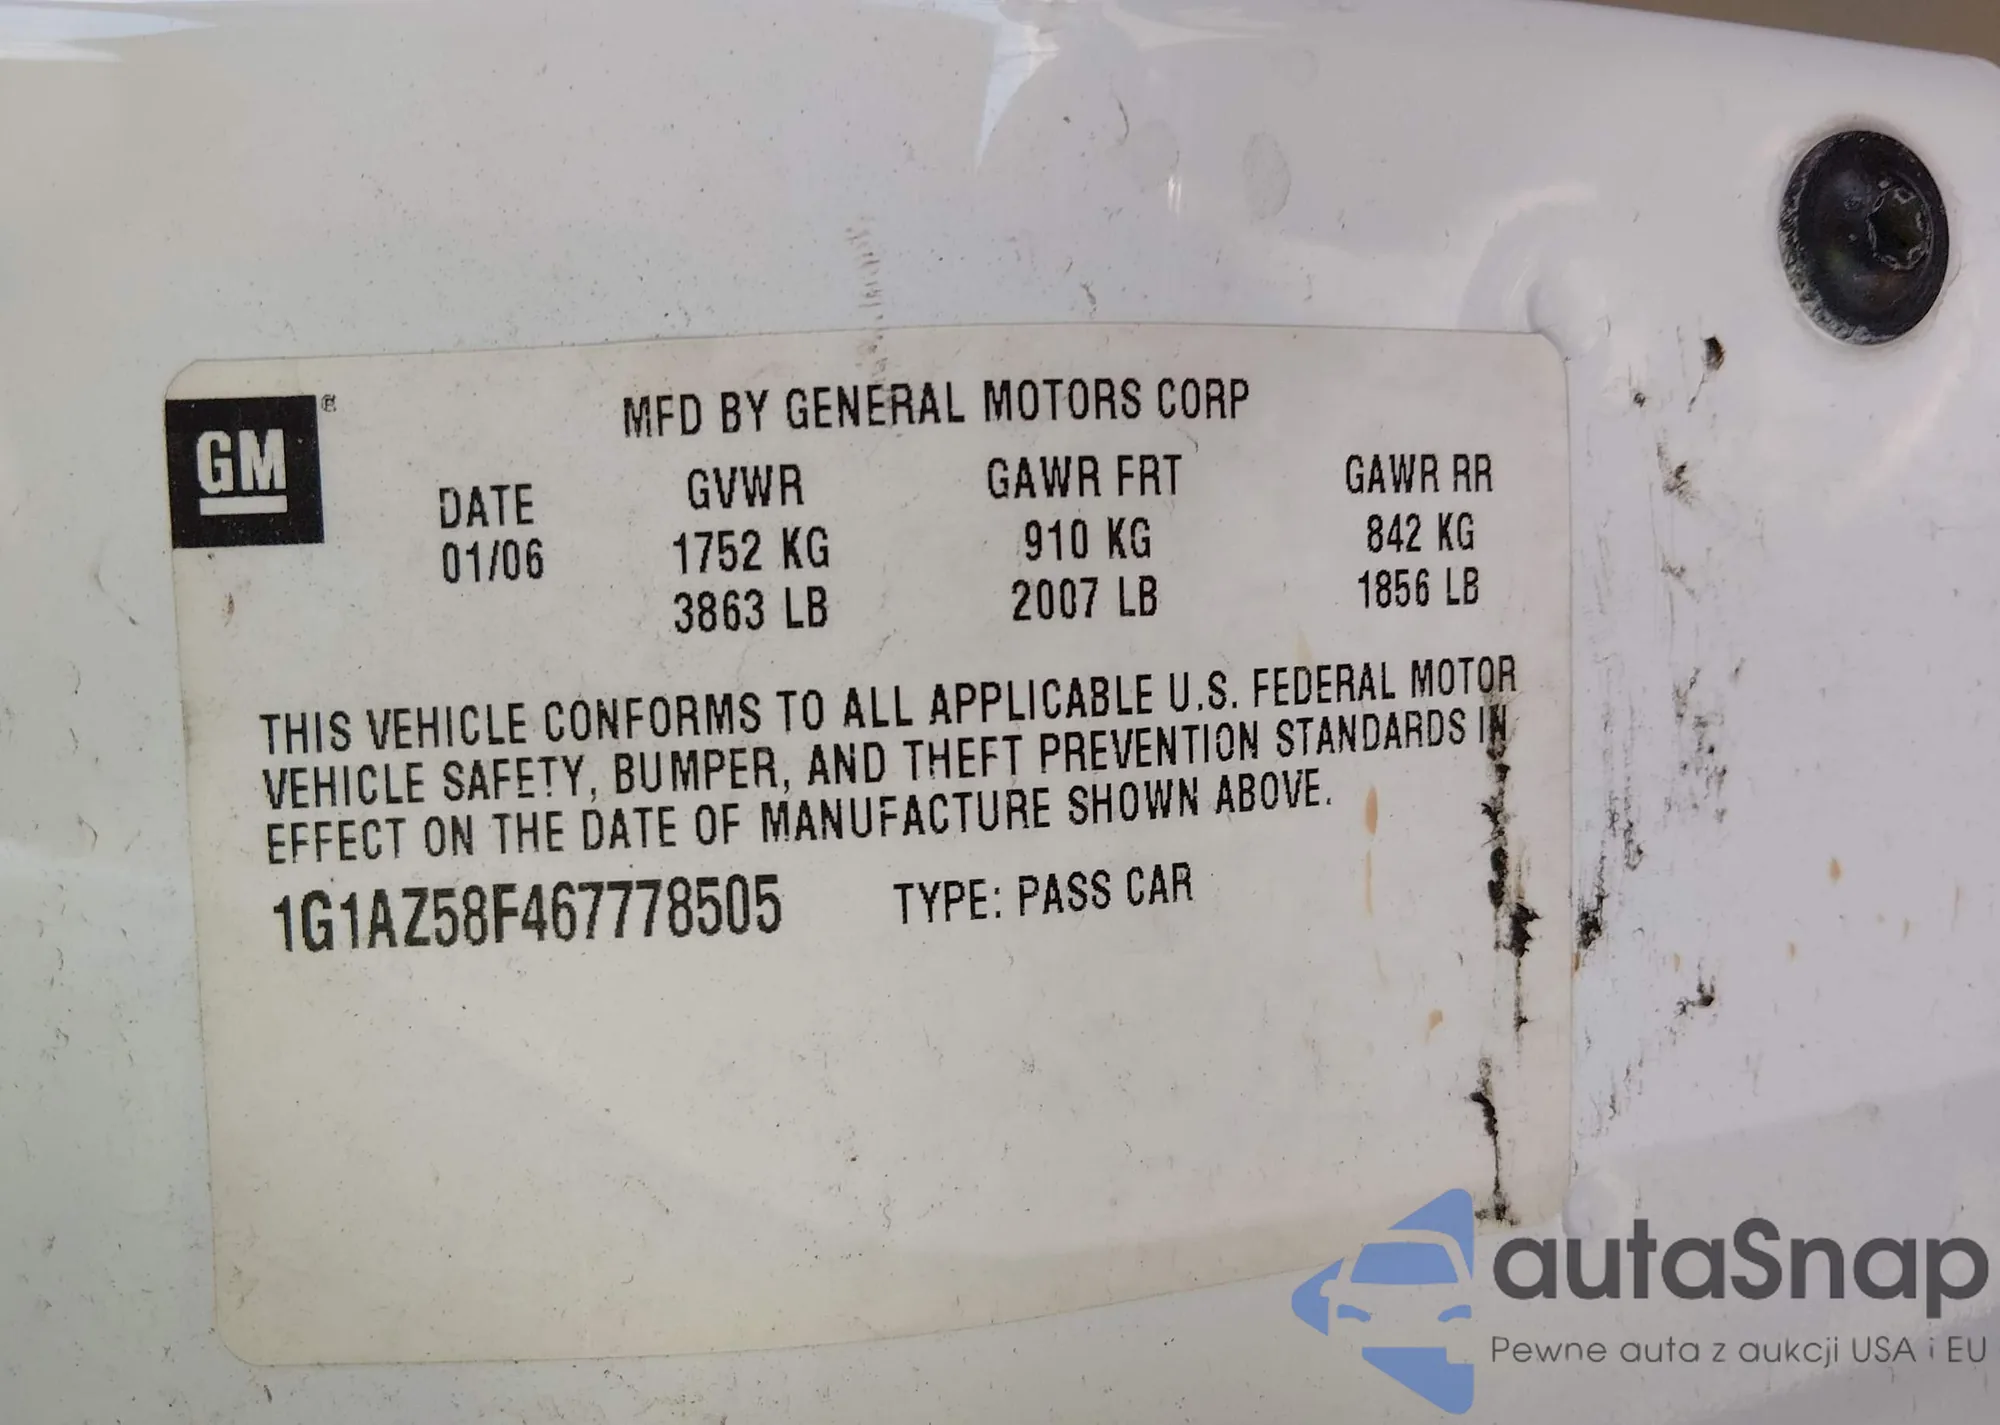 GM ®
MFD BY GENERAL MOTORS CORP
DATE GVWR GAWR FRT GAWR RR
01/06 1752 KG 910 KG 842 KG
3863 LB 2007 LB 1856 LB
THIS VEHICLE CONFORMS TO ALL APPLICABLE U.S. FEDERAL MOTOR
VEHICLE SAFETY, BUMPER, AND THEFT PREVENTION STANDARDS IN
EFFECT ON THE DATE OF MANUFACTURE SHOWN ABOVE.
1G1AZ58F467778505 TYPE: PASS CAR
autaSnap
Pewne auta z aukcji USA i EU